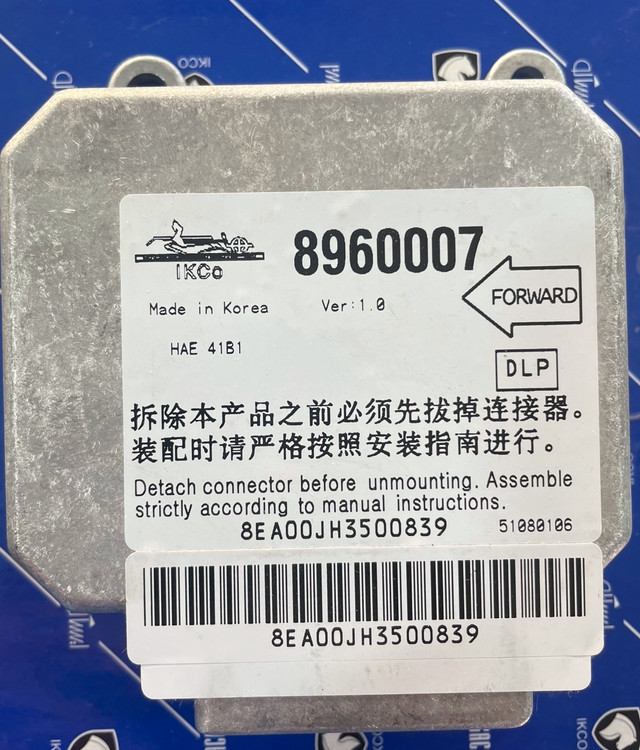 IKCO
8960007
IKCo
Made in Korea
Ver:1.0
FORWARD
HAE 41B1
DLP
拆除本产品之前必须先拔掉连接器。
装配时请严格按照安装指南进行。
Detach connector before unmounting. Assemble
strictly according to manual instructions.
8EA00JH3500839
51080106
8EA00JH3500839
IKCO